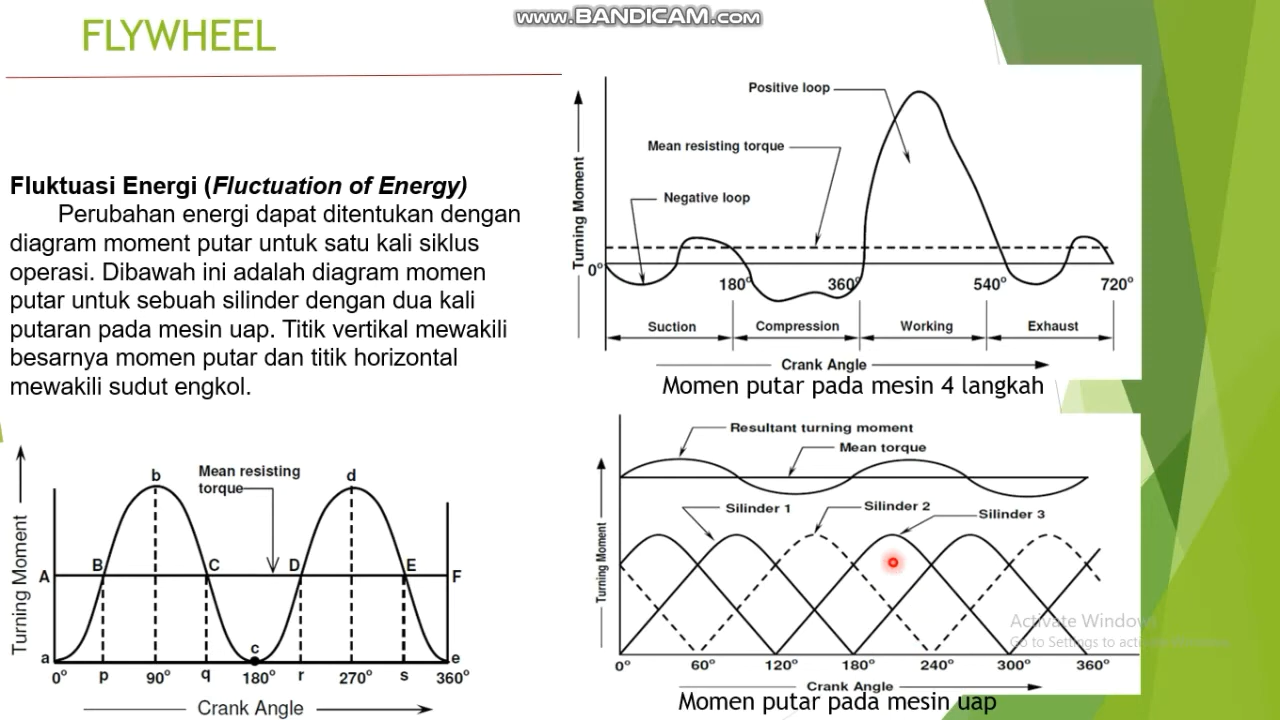 www.BANDICAM.com
FLYWHEEL
Fluktuasi Energi (Fluctuation of Energy)
Perubahan energi dapat ditentukan dengan
diagram moment putar untuk satu kali siklus
operasi. Dibawah ini adalah diagram momen
putar untuk sebuah silinder dengan dua kali
putaran pada mesin uap. Titik vertikal mewakili
besarnya momen putar dan titik horizontal
mewakili sudut engkol.
Turning Moment
b
Mean resisting
torque
d
A
B
C
D
E
F
a
c
e
0° p 90° q 180° r 270° s 360°
Crank Angle
Turning Moment
Positive loop
Mean resisting torque
Negative loop
0°
180° 360° 540° 720°
Suction Compression Working Exhaust
Crank Angle
Momen putar pada mesin 4 langkah
Turning Moment
Resultant turning moment
Mean torque
Silinder 1
Silinder 2
Silinder 3
Activate Windows
0° 60° 120° 180° 240° 300° 360°
Crank Angle
Momen putar pada mesin uap